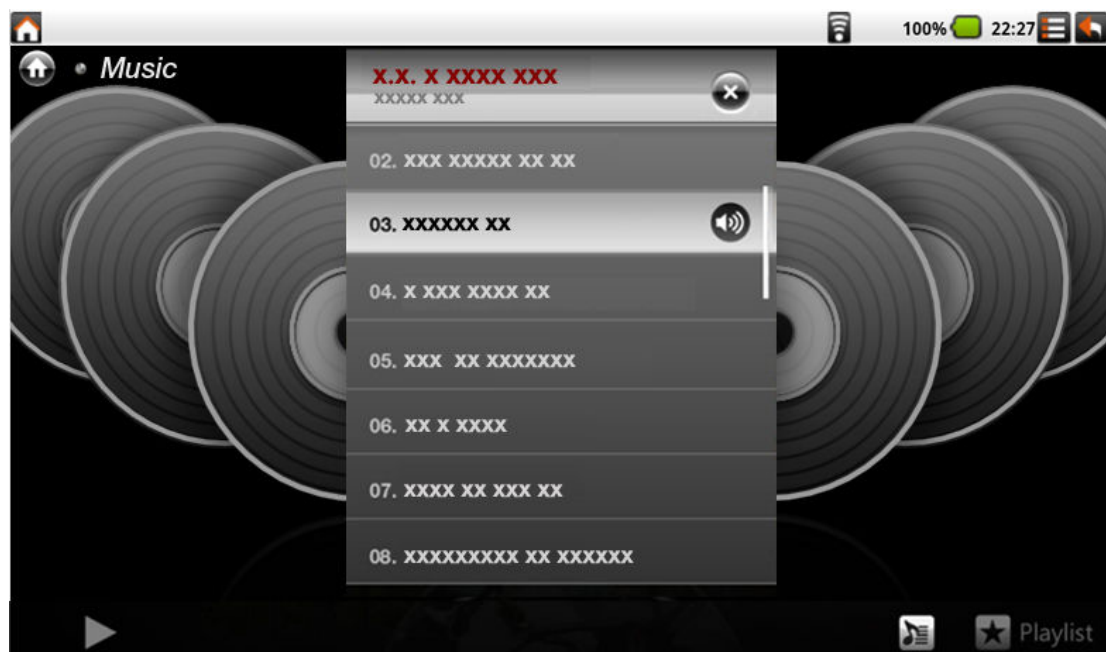 100% 22:27
Music
X.X. X XXXX XXX
XXXXX XXX
02. XXX XXXXX XX XX
03. XXXXXX XX
04. X XXX XXXX XX
05. XXX XX XXXXXXX
06. XX X XXXX
07. XXXX XX XXX XX
08. XXXXXXXXX XX XXXXXX
Playlist